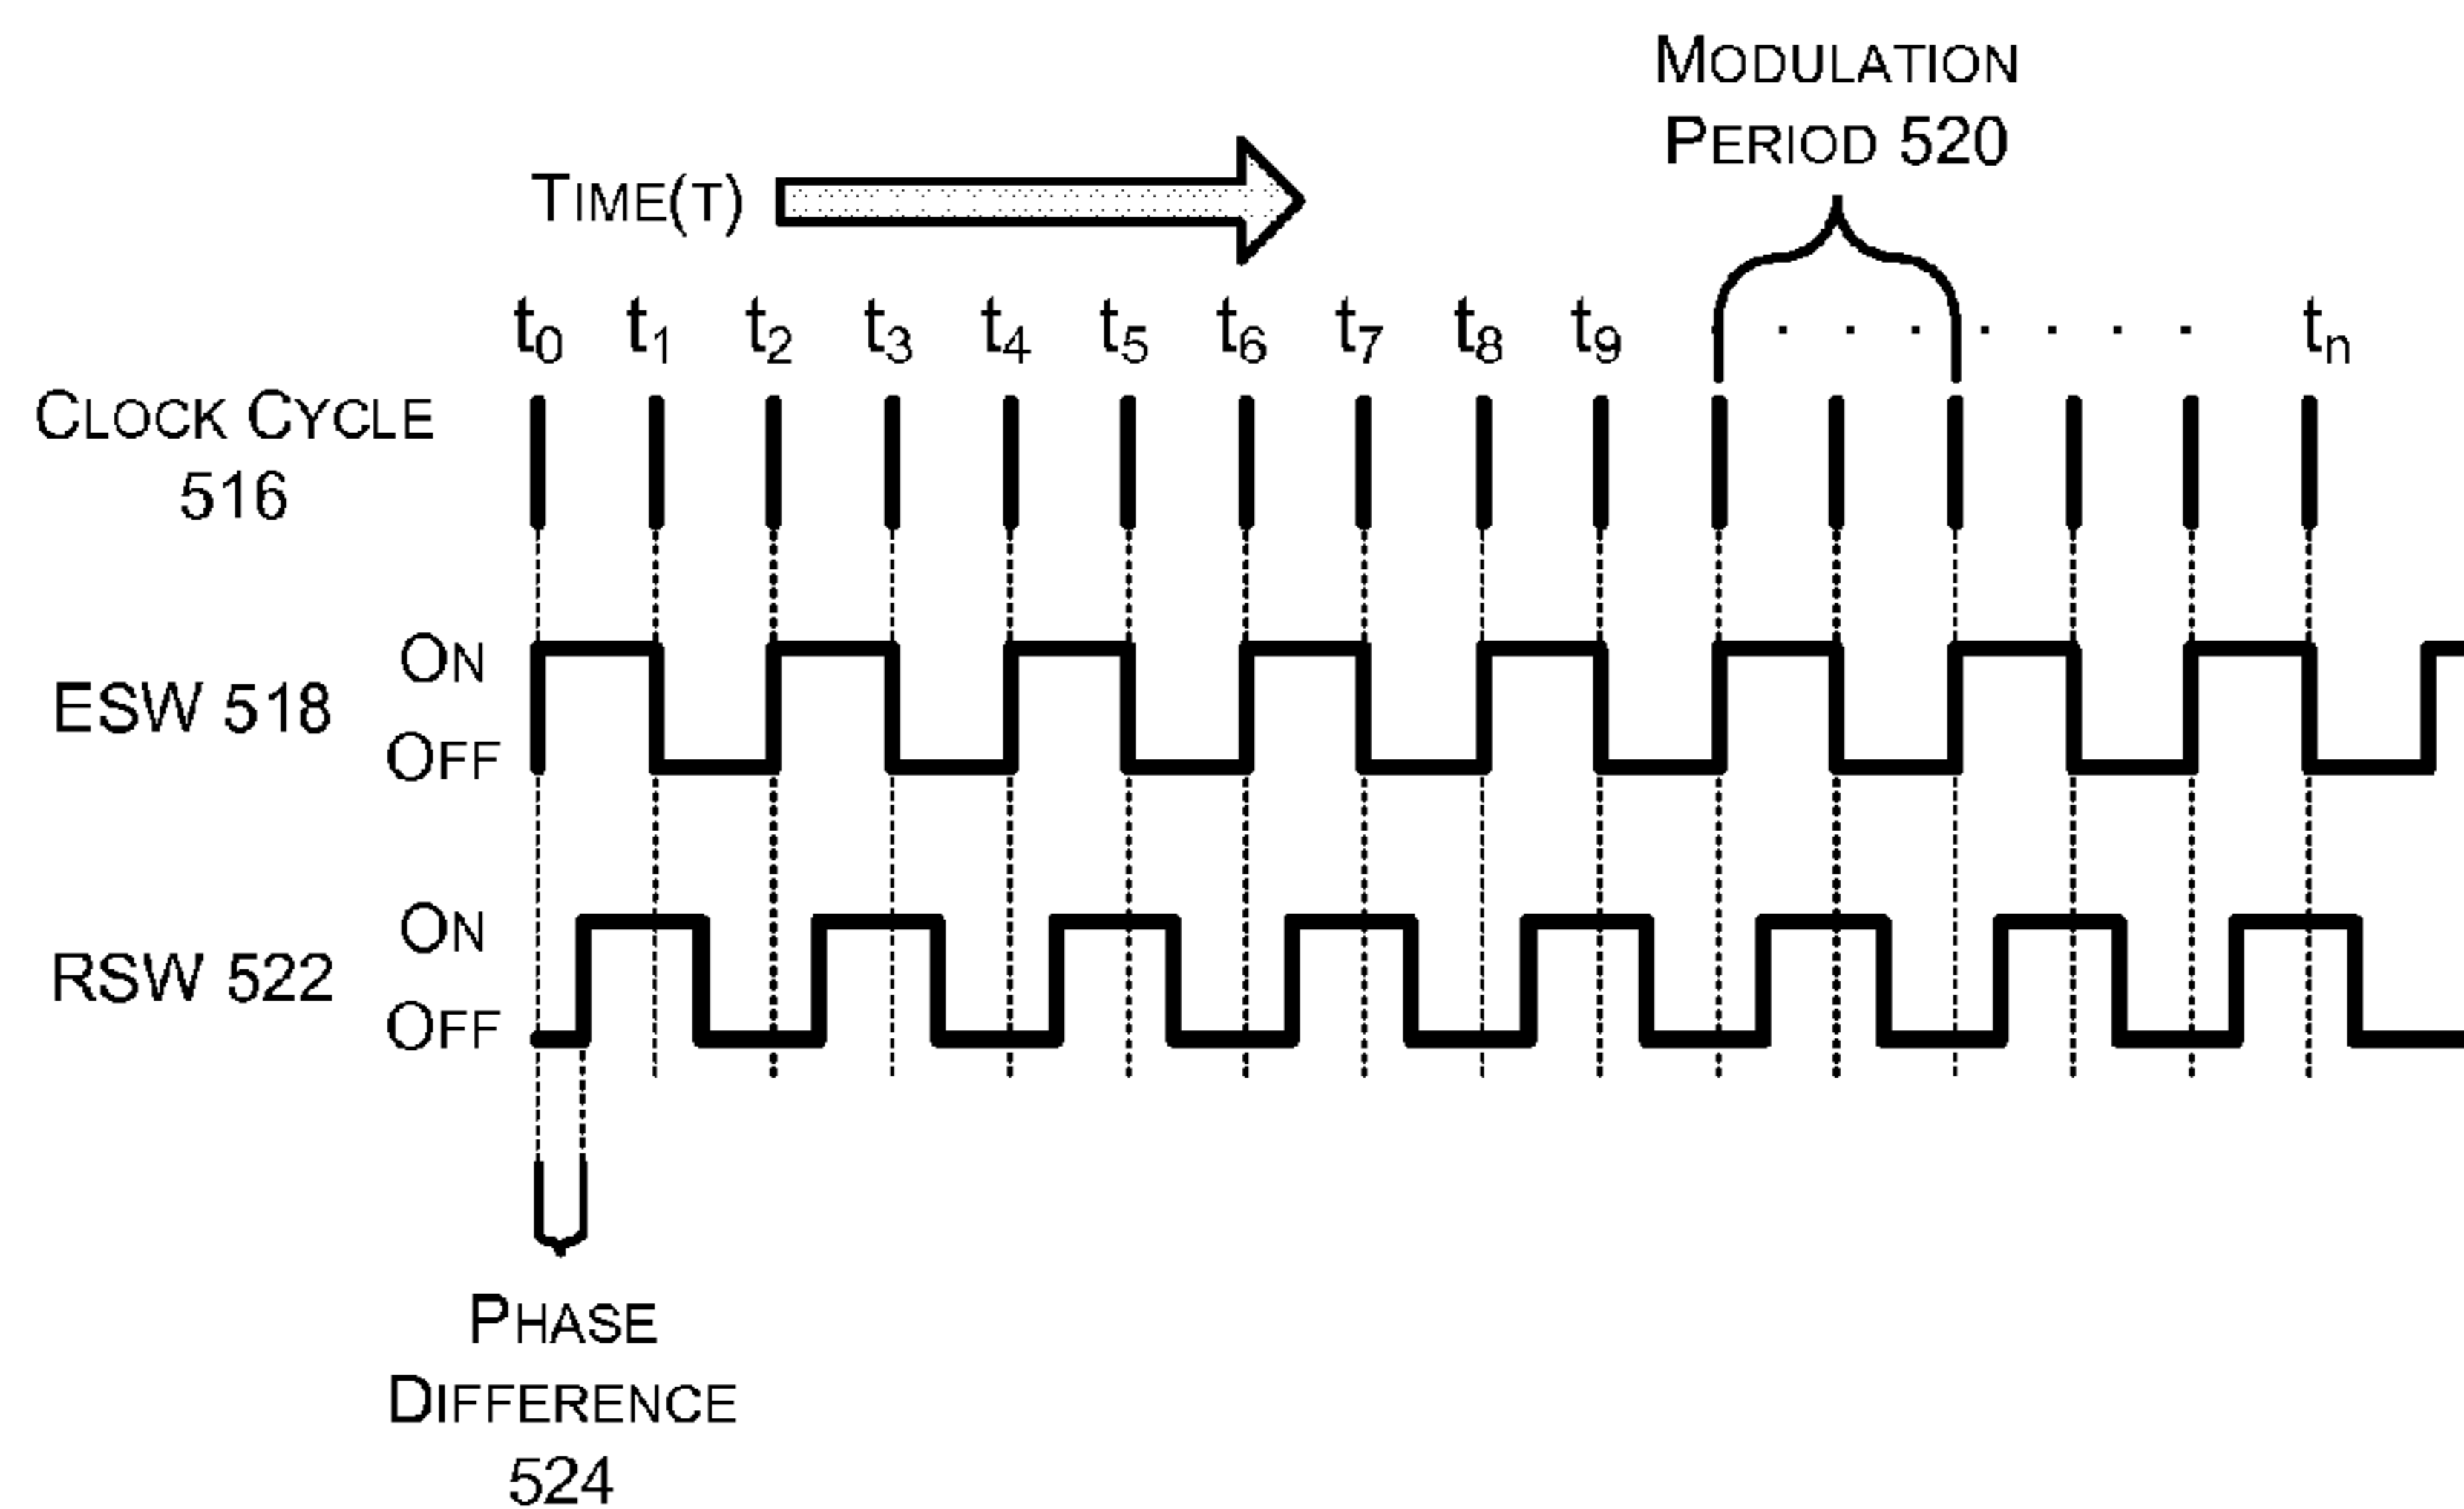 Modulation
Period 520
Time(t)
t0 t1 t2 t3 t4 t5 t6 t7 t8 t9 . . . . . . . . tn
Clock Cycle
516
On
ESW 518
Off
On
RSW 522
Off
Phase
Difference
524